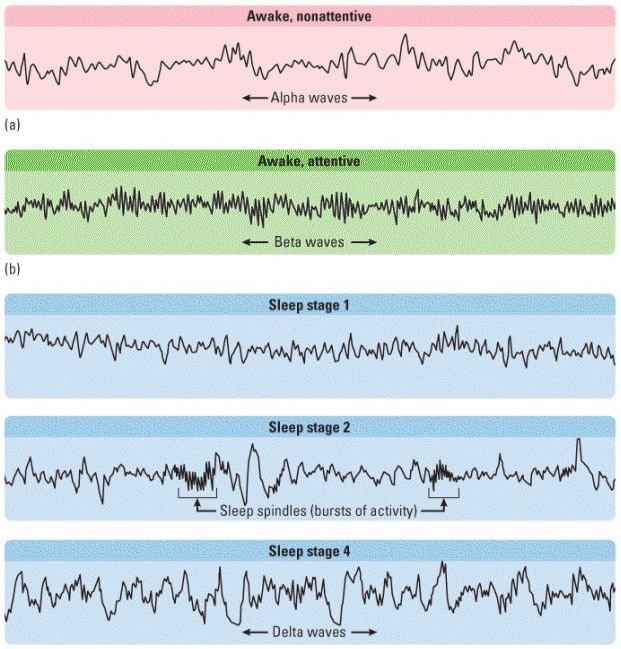 Awake, nonattentive
Alpha waves
(a)
Awake, attentive
Beta waves
(b)
Sleep stage 1
Sleep stage 2
Sleep spindles (bursts of activity)
Sleep stage 4
Delta waves